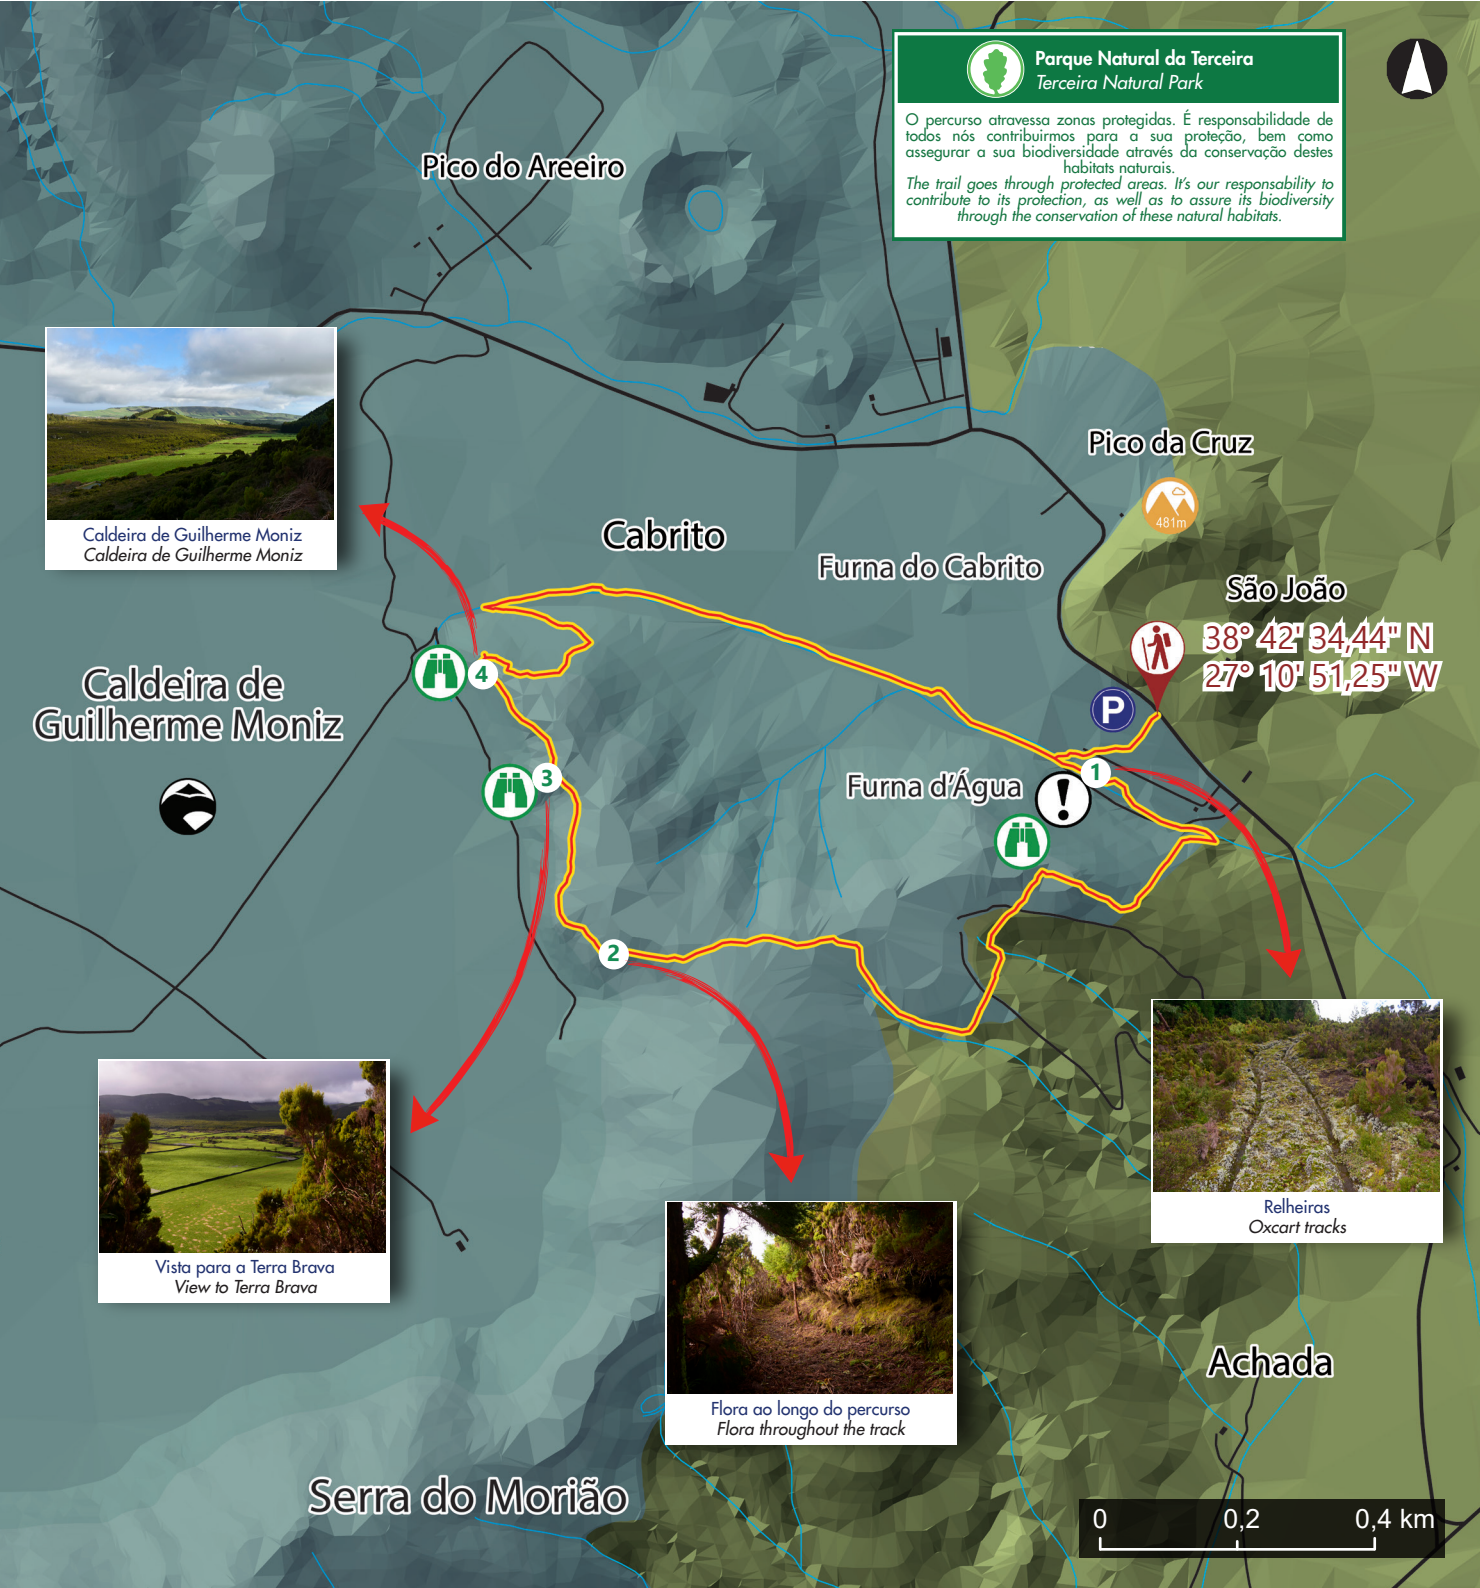 Parque Natural da Terceira
Terceira Natural Park
O percurso atravessa zonas protegidas. É responsabilidade de
todos nós contribuirmos para a sua proteção, bem como
assegurar a sua biodiversidade através da conservação destes
habitats naturais.
The trail goes through protected areas. It's our responsability to
contribute to its protection, as well as to assure its biodiversity
through the conservation of these natural habitats.
Pico do Areeiro
Pico da Cruz
481m
Caldeira de Guilherme Moniz
Caldeira de Guilherme Moniz
Cabrito
Furna do Cabrito
São João
38° 42' 34,44" N
27° 10' 51,25" W
Caldeira de
Guilherme Moniz
4
P
3
1
Furna d'Água
!
2
Relheiras
Oxcart tracks
Vista para a Terra Brava
View to Terra Brava
Flora ao longo do percurso
Flora throughout the track
Achada
Serra do Morião
0 0,2 0,4 km